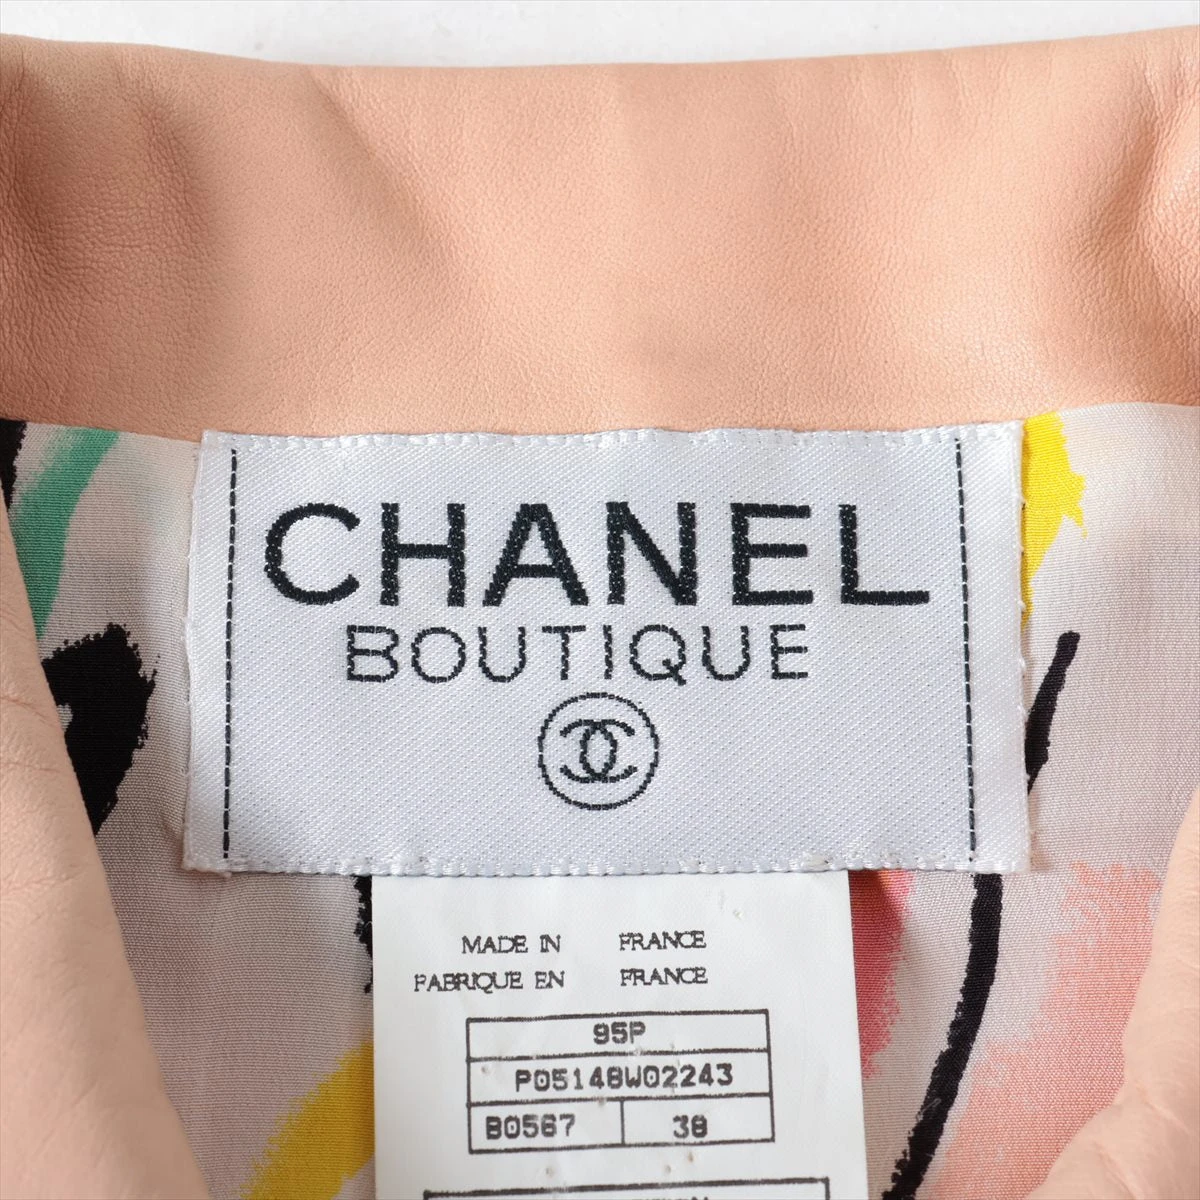 CHANEL
BOUTIQUE
MADE IN FRANCE
FABRIQUE EN FRANCE
95P
P05148W02243
B0567 38